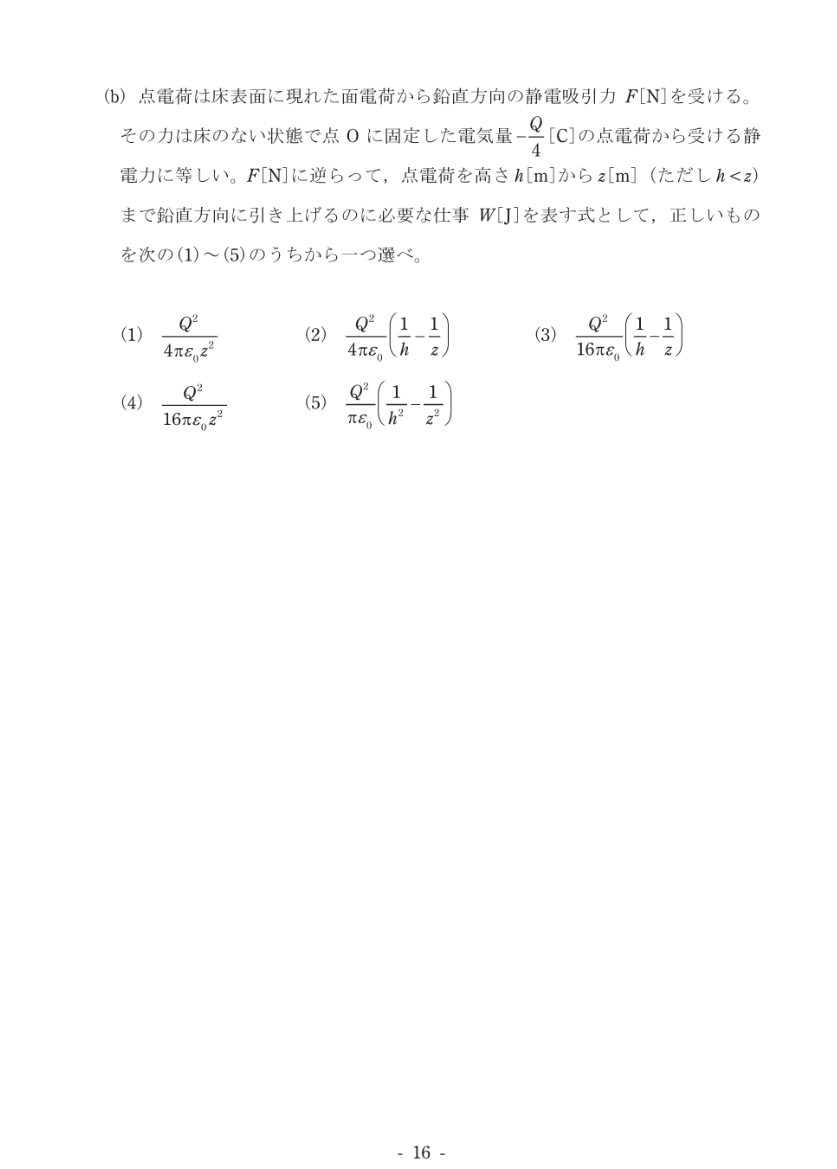 (b) 点電荷は床表面に現れた面電荷から鉛直方向の静電吸引力 F[N]を受ける。
その力は床のない状態で点 O に固定した電気量 −Q/4 [C]の点電荷から受ける静
電力に等しい。F[N]に逆らって，点電荷を高さ h[m]から z[m]（ただし h＜z）
まで鉛直方向に引き上げるのに必要な仕事 W[J]を表す式として，正しいもの
を次の(1)～(5)のうちから一つ選べ。
(1) Q²/(4πε₀z²) (2) Q²/(4πε₀) (1/h − 1/z) (3) Q²/(16πε₀) (1/h − 1/z)
(4) Q²/(16πε₀z²) (5) Q²/(πε₀) (1/h² − 1/z²)
- 16 -